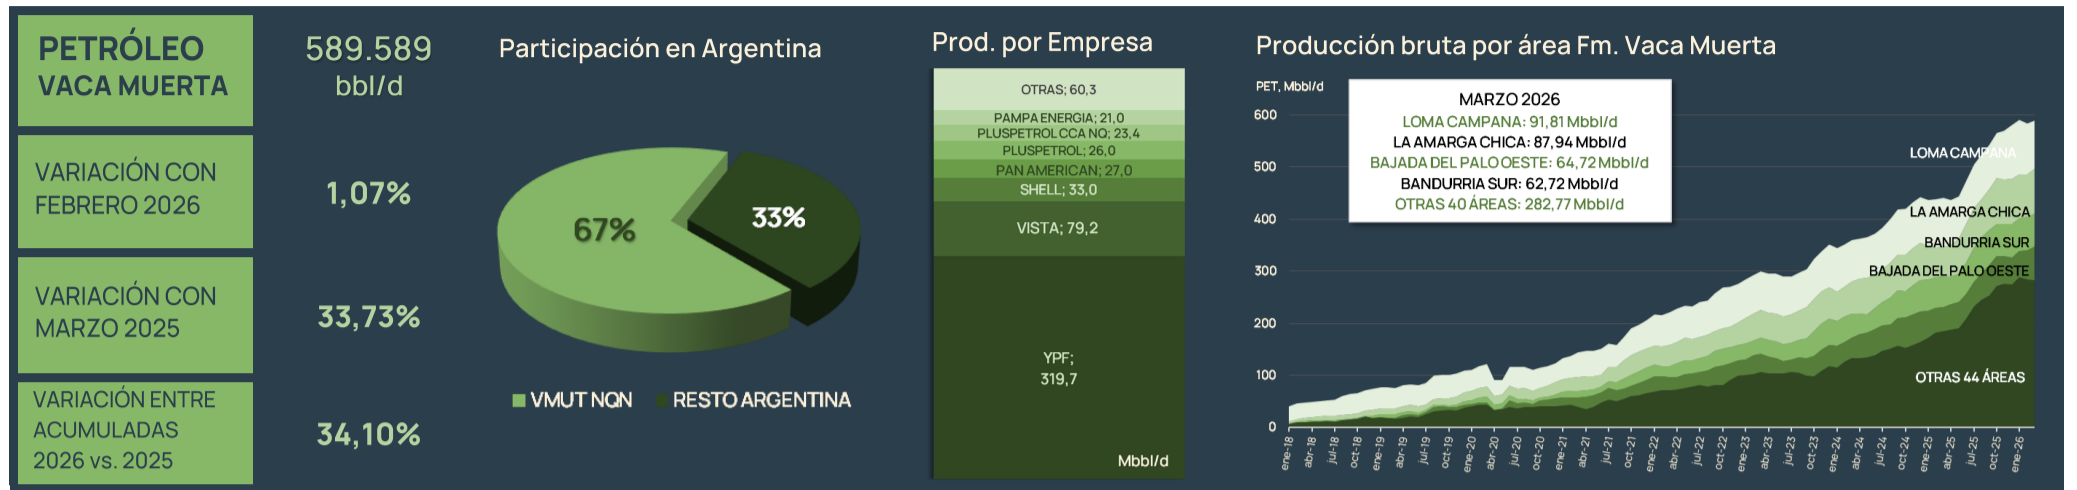 PETRÓLEO
VACA MUERTA
589.589
bbl/d
VARIACIÓN CON
FEBRERO 2026
1,07%
VARIACIÓN CON
MARZO 2025
33,73%
VARIACIÓN ENTRE
ACUMULADAS
2026 vs. 2025
34,10%
Participación en Argentina
67%
33%
VMUT NQN
RESTO ARGENTINA
Prod. por Empresa
OTRAS; 60,3
PAMPA ENERGIA; 21,0
PLUSPETROL CCA NQ; 23,4
PLUSPETROL; 26,0
PAN AMERICAN; 27,0
SHELL; 33,0
VISTA; 79,2
YPF;
319,7
Mbbl/d
Producción bruta por área Fm. Vaca Muerta
PET, Mbbl/d
MARZO 2026
LOMA CAMPANA: 91,81 Mbbl/d
LA AMARGA CHICA: 87,94 Mbbl/d
BAJADA DEL PALO OESTE: 64,72 Mbbl/d
BANDURRIA SUR: 62,72 Mbbl/d
OTRAS 40 ÁREAS: 282,77 Mbbl/d
600
500
400
300
200
100
0
LOMA CAMPANA
LA AMARGA CHICA
BANDURRIA SUR
BAJADA DEL PALO OESTE
OTRAS 44 ÁREAS
ene-18
abr-18
jul-18
oct-18
ene-19
abr-19
jul-19
oct-19
ene-20
abr-20
jul-20
oct-20
ene-21
abr-21
jul-21
oct-21
ene-22
abr-22
jul-22
oct-22
ene-23
abr-23
jul-23
oct-23
ene-24
abr-24
jul-24
oct-24
ene-25
abr-25
jul-25
oct-25
ene-26